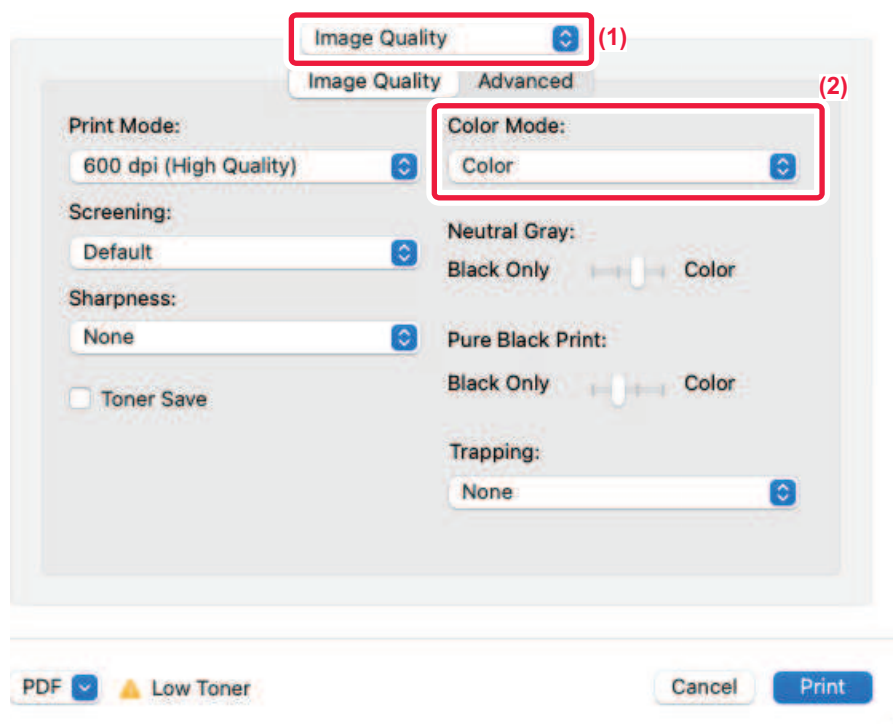 Image Quality
(1)
Image Quality
Advanced
(2)
Print Mode:
600 dpi (High Quality)
Screening:
Default
Sharpness:
None
Toner Save
Color Mode:
Color
Neutral Gray:
Black Only
Color
Pure Black Print:
Black Only
Color
Trapping:
None
PDF
Low Toner
Cancel
Print